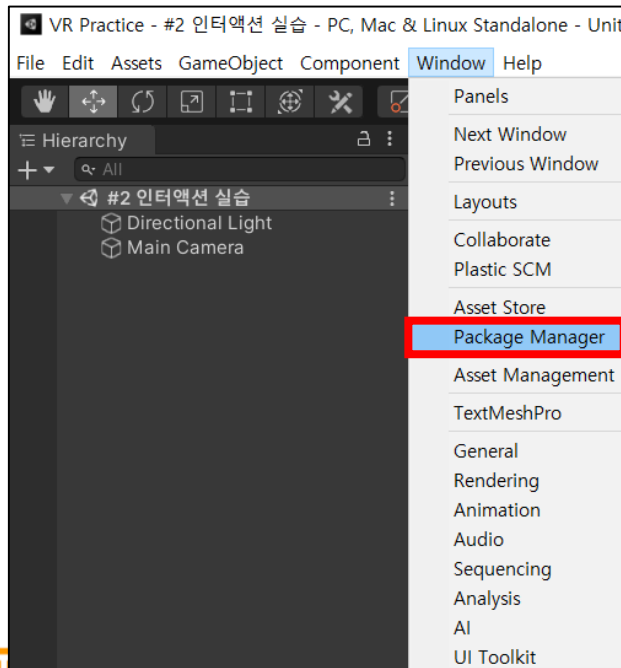 VR Practice - #2 인터액션 실습 - PC, Mac & Linux Standalone - Unit
File Edit Assets GameObject Component Window Help
Hierarchy
All
#2 인터액션 실습
Directional Light
Main Camera
Panels
Next Window
Previous Window
Layouts
Collaborate
Plastic SCM
Asset Store
Package Manager
Asset Management
TextMeshPro
General
Rendering
Animation
Audio
Sequencing
Analysis
AI
UI Toolkit